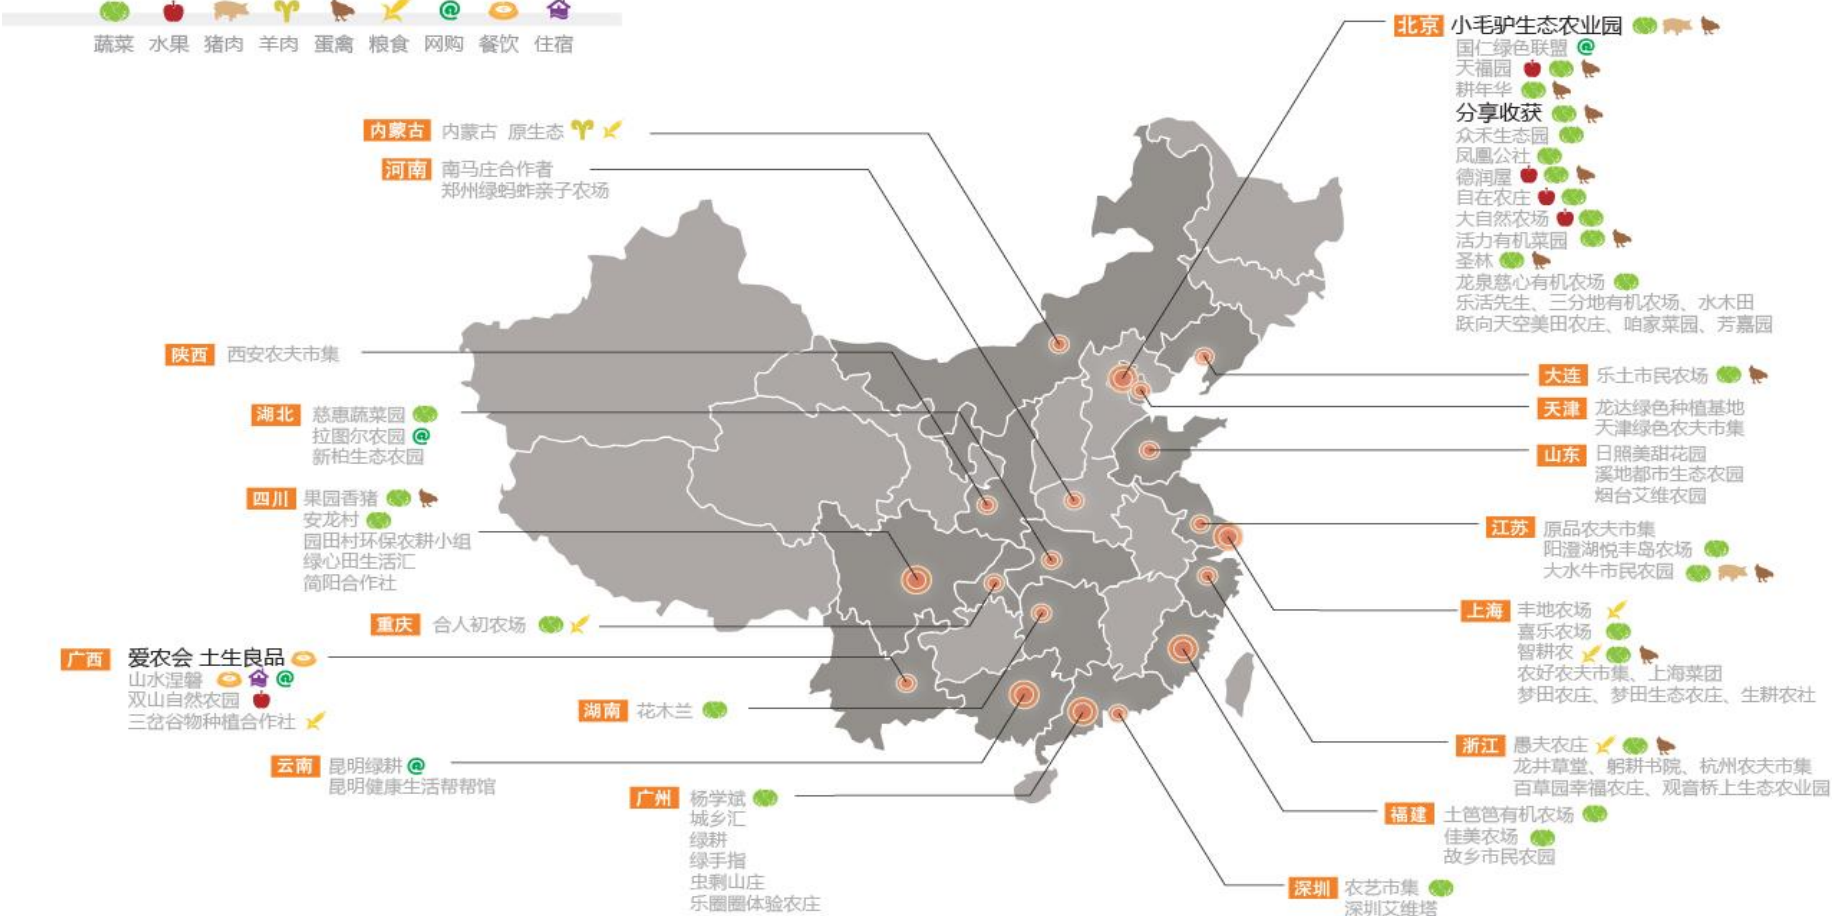 蔬菜 水果 猪肉 羊肉 蛋禽 粮食 网购 餐饮 住宿
北京 小毛驴生态农业园
国仁绿色联盟
天福园
耕年华
分享收获
众禾生态园
凤凰公社
德润屋
自在农庄
大自然农场
活力有机菜园
圣林
龙泉慈心有机农场
乐活先生、三分地有机农场、水木田
跃向天空美田农庄、咱家菜园、芳嘉园
内蒙古 内蒙古 原生态
河南 南马庄合作者
郑州绿蚂蚱亲子农场
陕西 西安农夫市集
湖北 慈惠蔬菜园
拉图尔农园
新柏生态农园
四川 果园香猪
安龙村
园田村环保农耕小组
绿心田生活汇
简阳合作社
重庆 合人初农场
广西 爱农会 土生良品
山水涅磐
双山自然农园
三岔谷物种植合作社
湖南 花木兰
云南 昆明绿耕
昆明健康生活帮帮馆
广州 杨学斌
城乡汇
绿耕
绿手指
虫剩山庄
乐圈圈体验农庄
大连 乐土市民农场
天津 龙达绿色种植基地
天津绿色农夫市集
山东 日照美甜花园
溪地都市生态农园
烟台艾维农园
江苏 原品农夫市集
阳澄湖悦丰岛农场
大水牛市民农园
上海 丰地农场
喜乐农场
智耕农
农好农夫市集、上海菜团
梦田农庄、梦田生态农庄、生耕农社
浙江 愚夫农庄
龙井草堂、躬耕书院、杭州农夫市集
百草园幸福农庄、观音桥上生态农业园
福建 土笆笆有机农场
佳美农场
故乡市民农园
深圳 农艺市集
深圳艾维塔